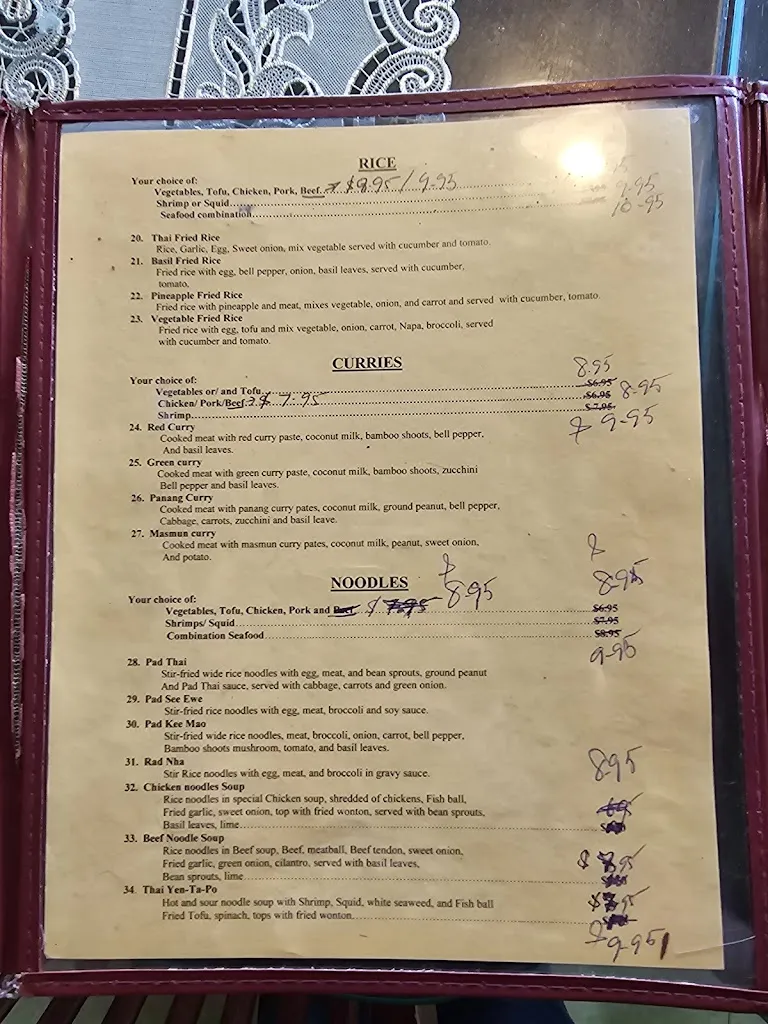 RICE
Your choice of:
Vegetables, Tofu, Chicken, Pork, Beef. $8.95 / 9.95
Shrimp or Squid.......... 9-95
Seafood combination.......... 10-95
20. Thai Fried Rice
Rice, Garlic, Egg, Sweet onion, mix vegetable served with cucumber and tomato.
21. Basil Fried Rice
Fried rice with egg, bell pepper, onion, basil leaves, served with cucumber,
tomato,
22. Pineapple Fried Rice
Fried rice with pineapple and meat, mixes vegetable, onion, and carrot and served with cucumber, tomato.
23. Vegetable Fried Rice
Fried rice with egg, tofu and mix vegetable, onion, carrot, Napa, broccoli, served
with cucumber and tomato.
CURRIES
8.95
Your choice of:
Vegetables or/ and Tofu.......... $6.95
Chicken/ Pork/Beef $ 7.95 .......... $6.95 8-95
Shrimp.......... $7.95
$ 9-95
24. Red Curry
Cooked meat with red curry paste, coconut milk, bamboo shoots, bell pepper,
And basil leaves.
25. Green curry
Cooked meat with green curry paste, coconut milk, bamboo shoots, zucchini
Bell pepper and basil leaves.
26. Panang Curry
Cooked meat with panang curry pates, coconut milk, ground peanut, bell pepper,
Cabbage, carrots, zucchini and basil leave.
27. Masmun curry
Cooked meat with masmun curry pates, coconut milk, peanut, sweet onion,
And potato.
NOODLES
8-95
Your choice of:
Vegetables, Tofu, Chicken, Pork and Beef $ 7.95 8.95 $6.95
Shrimps/ Squid.......... $7.95
Combination Seafood.......... $8.95
9-95
28. Pad Thai
Stir-fried wide rice noodles with egg, meat, and bean sprouts, ground peanut
And Pad Thai sauce, served with cabbage, carrots and green onion.
29. Pad See Ewe
Stir-fried rice noodles with egg, meat, broccoli and soy sauce.
30. Pad Kee Mao
Stir-fried wide rice noodles, meat, broccoli, onion, carrot, bell pepper,
Bamboo shoots mushroom, tomato, and basil leaves.
31. Rad Nha
Stir Rice noodles with egg, meat, and broccoli in gravy sauce.
8.95
32. Chicken noodles Soup
Rice noodles in special Chicken soup, shredded of chickens, Fish ball,
Fried garlic, sweet onion, top with fried wonton, served with bean sprouts,
Basil leaves, lime..........
33. Beef Noodle Soup
Rice noodles in Beef soup, Beef, meatball, Beef tendon, sweet onion,
Fried garlic, green onion, cilantro, served with basil leaves,
Bean sprouts, lime..........
34. Thai Yen-Ta-Po
Hot and sour noodle soup with Shrimp, Squid, white seaweed, and Fish ball
Fried Tofu, spinach, tops with fried wonton..........
$9-95